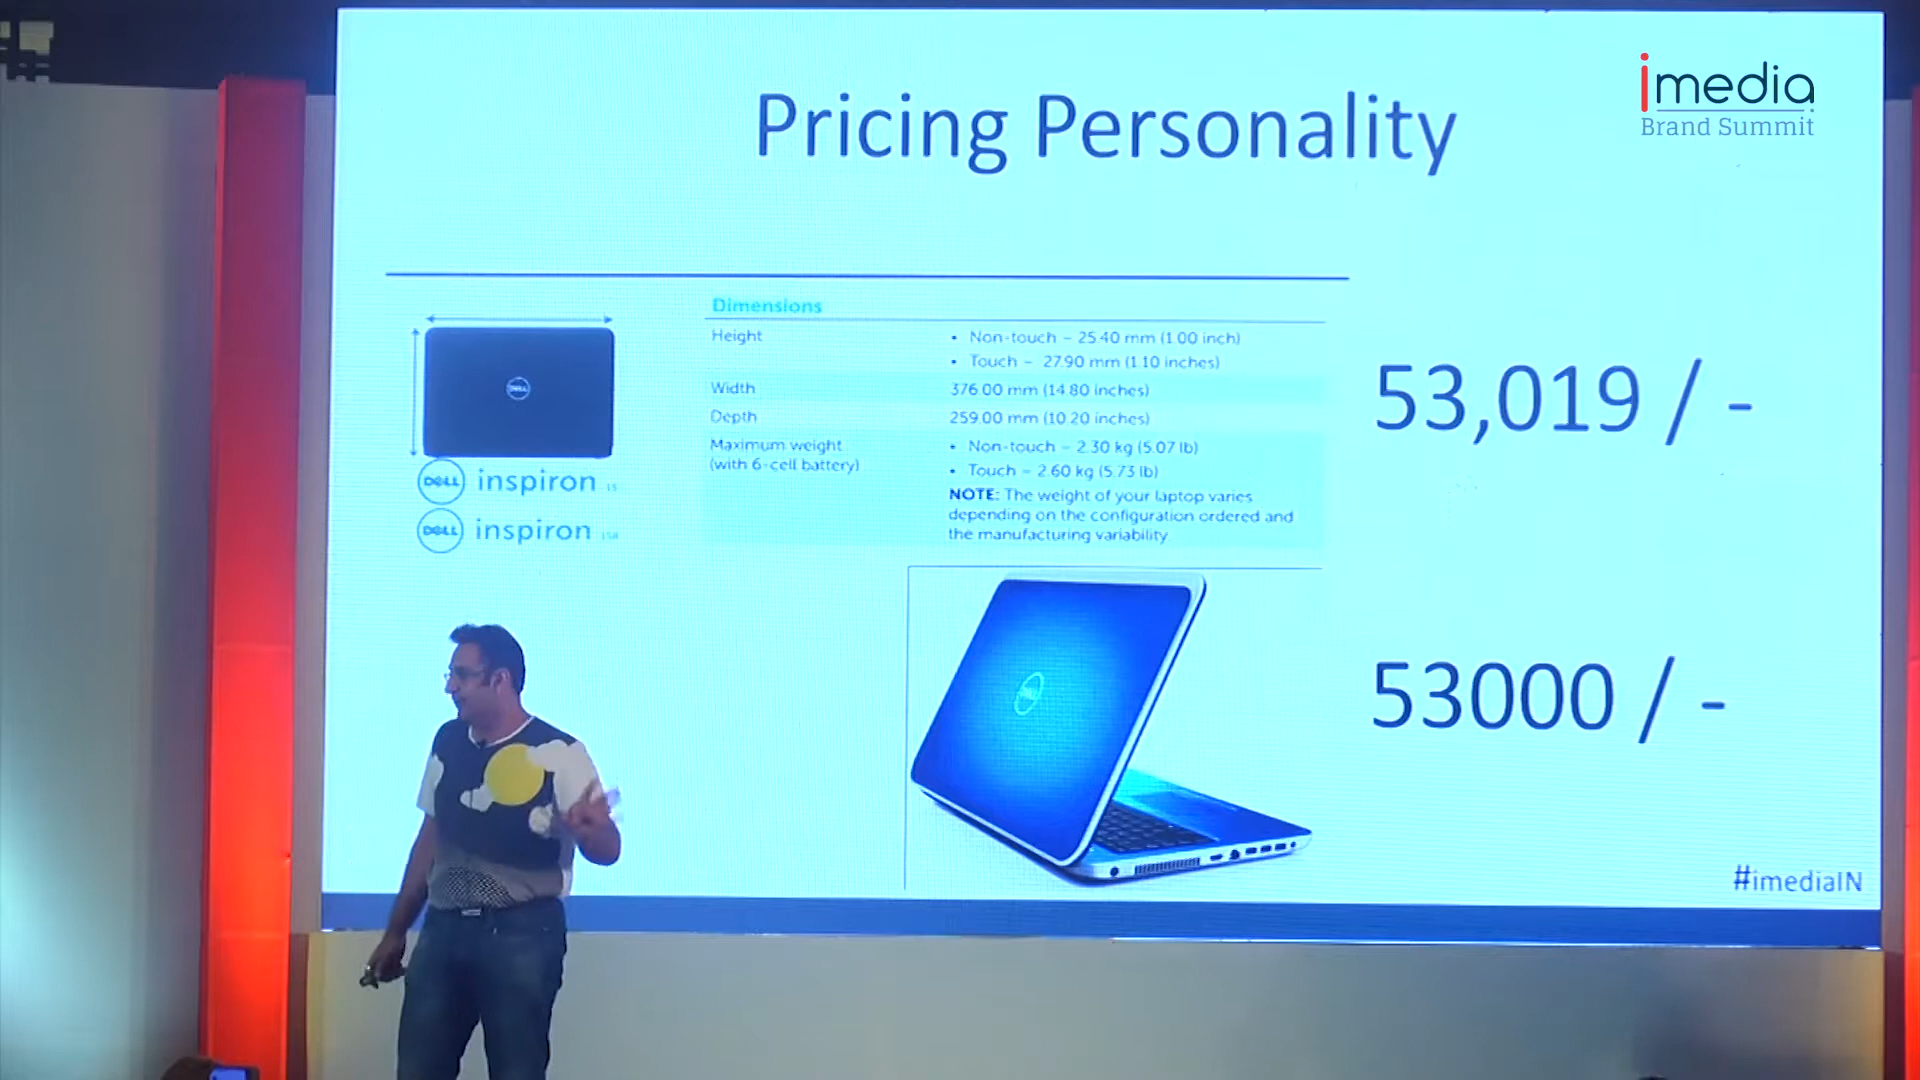 imedia
Brand Summit
Pricing Personality
Dimensions
Height
• Non-touch – 25.40 mm (1.00 inch)
• Touch – 27.90 mm (1.10 inches)
Width
376.00 mm (14.80 inches)
Depth
259.00 mm (10.20 inches)
Maximum weight
(with 6-cell battery)
• Non-touch – 2.30 kg (5.07 lb)
• Touch – 2.60 kg (5.73 lb)
NOTE: The weight of your laptop varies
depending on the configuration ordered and
the manufacturing variability
DELL
DELL inspiron 15
DELL inspiron 15R
53,019 / -
DELL
53000 / -
#imediaIN